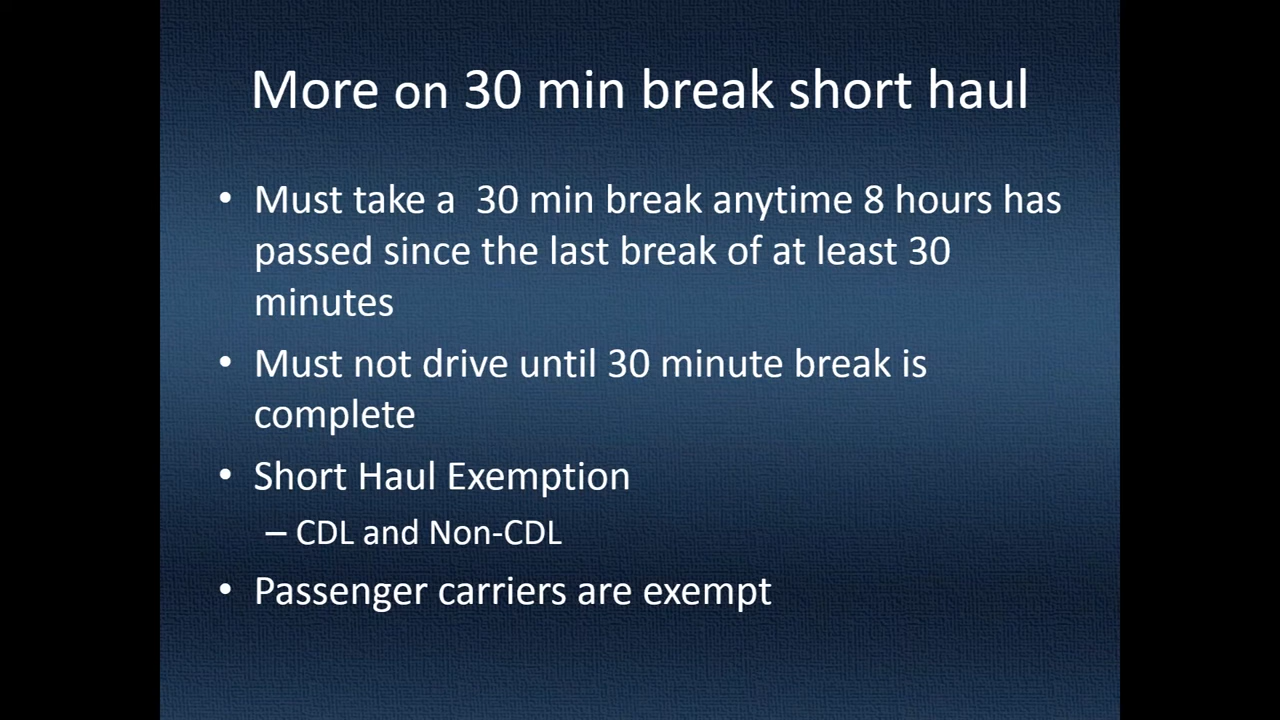 More on 30 min break short haul
• Must take a  30 min break anytime 8 hours has
passed since the last break of at least 30
minutes
• Must not drive until 30 minute break is
complete
• Short Haul Exemption
– CDL and Non-CDL
• Passenger carriers are exempt